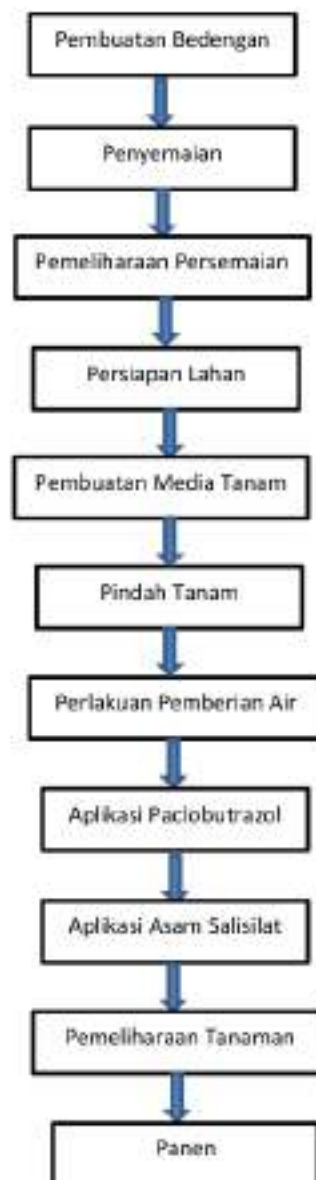 Pembuatan Bedengan
Penyemaian
Pemeliharaan Persemaian
Persiapan Lahan
Pembuatan Media Tanam
Pindah Tanam
Perlakuan Pemberian Air
Aplikasi Paclobutrazol
Aplikasi Asam Salisilat
Pemeliharaan Tanaman
Panen